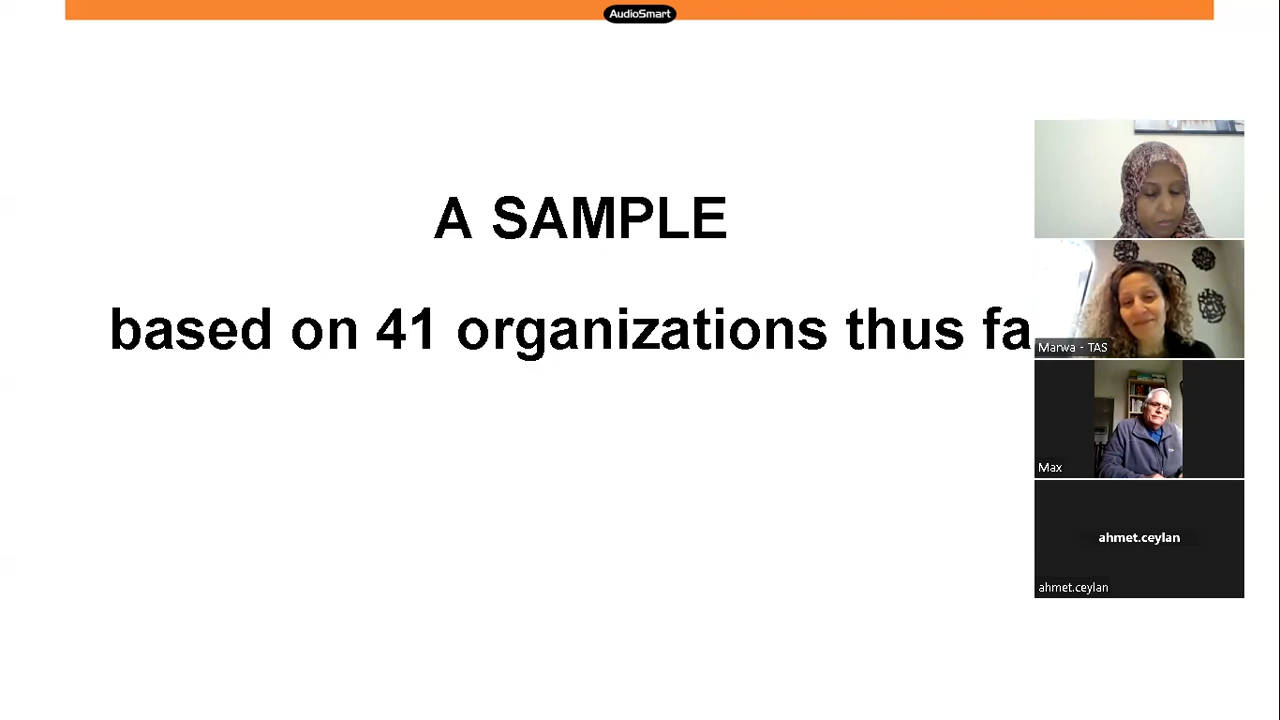 AudioSmart
A SAMPLE
based on 41 organizations thus fa
Marwa - TAS
Max
ahmet.ceylan
ahmet.ceylan